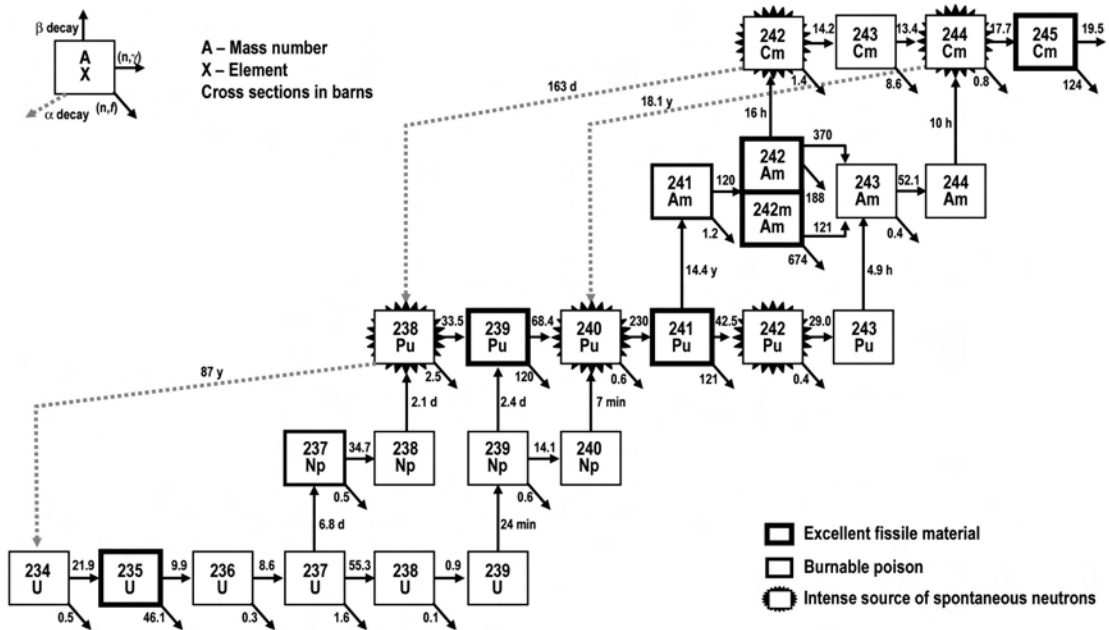 β decay
A
X
(n,γ)
(n,f)
α decay
A – Mass number
X – Element
Cross sections in barns
242
Cm
14.2
243
Cm
13.4
244
Cm
17.7
245
Cm
19.5
1.4
8.6
0.8
124
163 d
18.1 y
16 h
10 h
370
241
Am
120
242
Am
188
242m
Am
121
243
Am
52.1
244
Am
1.2
674
0.4
14.4 y
4.9 h
238
Pu
33.5
239
Pu
68.4
240
Pu
230
241
Pu
42.5
242
Pu
29.0
243
Pu
2.5
120
0.6
121
0.4
87 y
2.1 d
2.4 d
7 min
237
Np
34.7
238
Np
239
Np
14.1
240
Np
0.5
0.6
6.8 d
24 min
234
U
21.9
235
U
9.9
236
U
8.6
237
U
55.3
238
U
0.9
239
U
0.5
46.1
0.3
1.6
0.1
Excellent fissile material
Burnable poison
Intense source of spontaneous neutrons